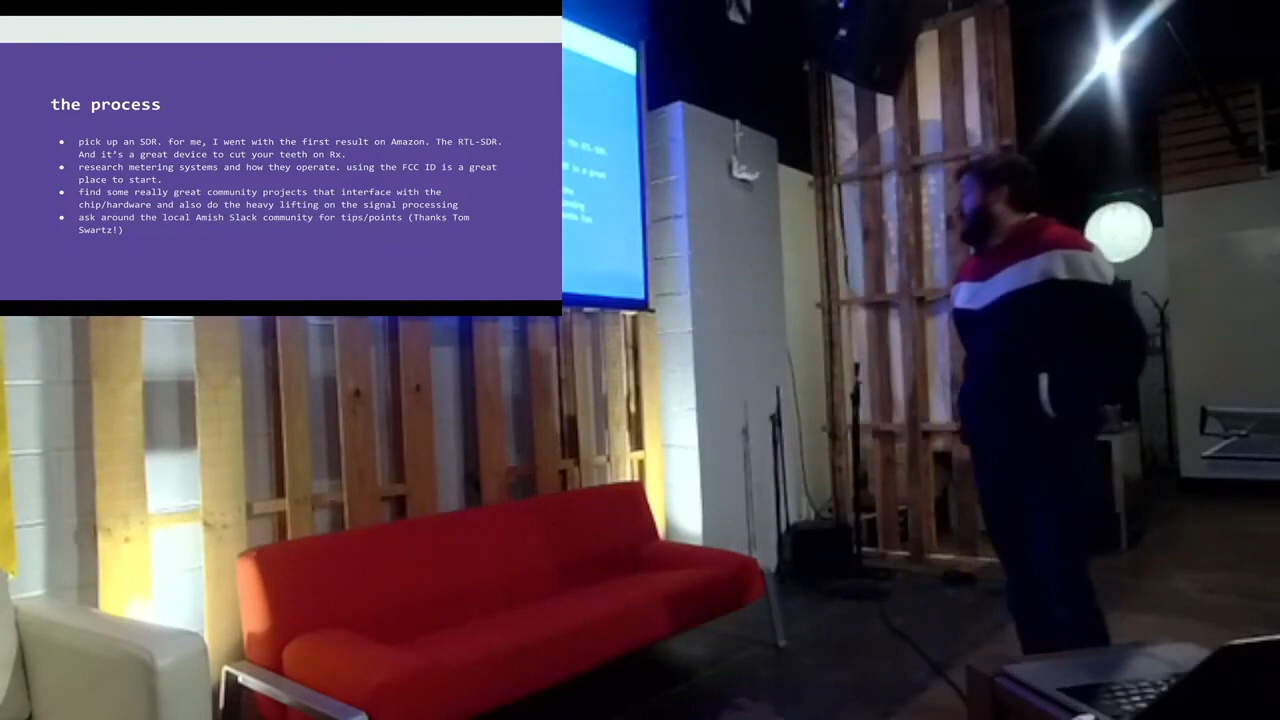 the process
● pick up an SDR. for me, I went with the first result on Amazon. The RTL-SDR.
And it's a great device to cut your teeth on Rx.
● research metering systems and how they operate. using the FCC ID is a great
place to start.
● find some really great community projects that interface with the
chip/hardware and also do the heavy lifting on the signal processing
● ask around the local Amish Slack community for tips/points (Thanks Tom
Swartz!)